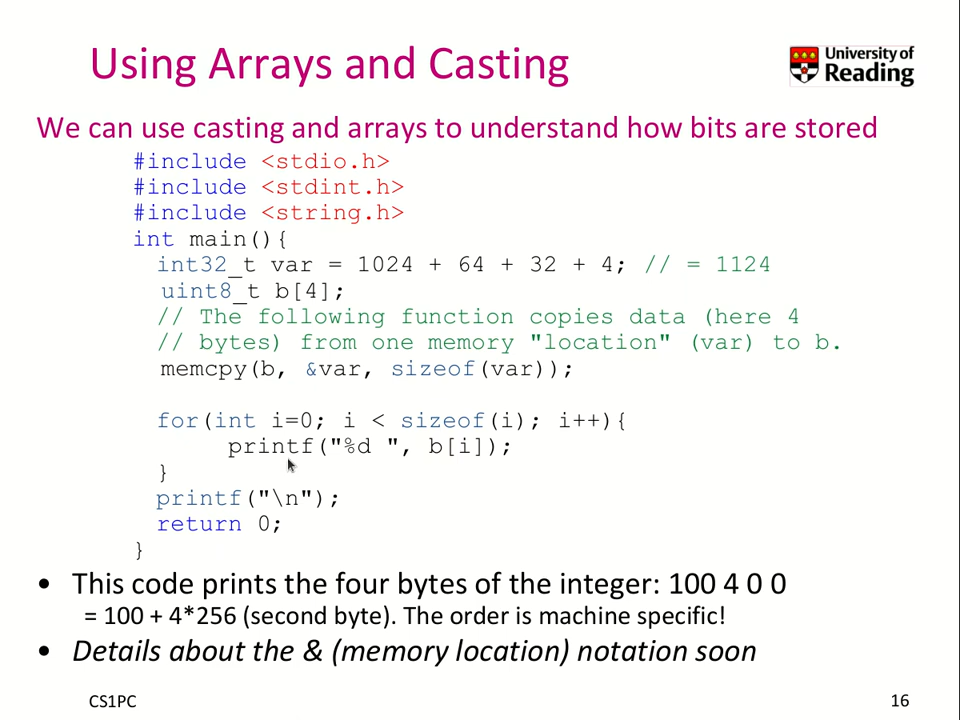 Using Arrays and Casting
University of
Reading
We can use casting and arrays to understand how bits are stored
#include <stdio.h>
#include <stdint.h>
#include <string.h>
int main(){
int32_t var = 1024 + 64 + 32 + 4; // = 1124
uint8_t b[4];
// The following function copies data (here 4
// bytes) from one memory "location" (var) to b.
memcpy(b, &var, sizeof(var));
for(int i=0; i < sizeof(i); i++){
printf("%d ", b[i]);
}
printf("\n");
return 0;
}
• This code prints the four bytes of the integer: 100 4 0 0
= 100 + 4*256 (second byte). The order is machine specific!
• Details about the & (memory location) notation soon
CS1PC
16